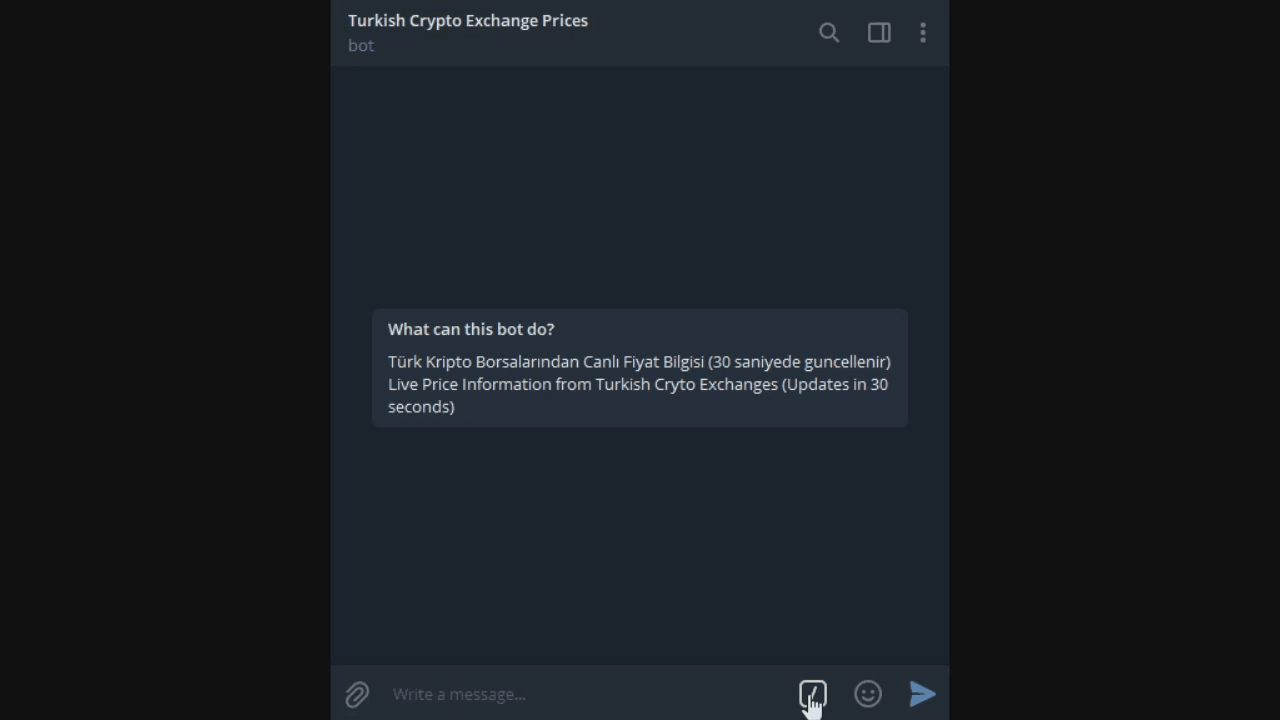 Turkish Crypto Exchange Prices
bot
What can this bot do?
Türk Kripto Borsalarından Canlı Fiyat Bilgisi (30 saniyede guncellenir)
Live Price Information from Turkish Cryto Exchanges (Updates in 30
seconds)
Write a message...